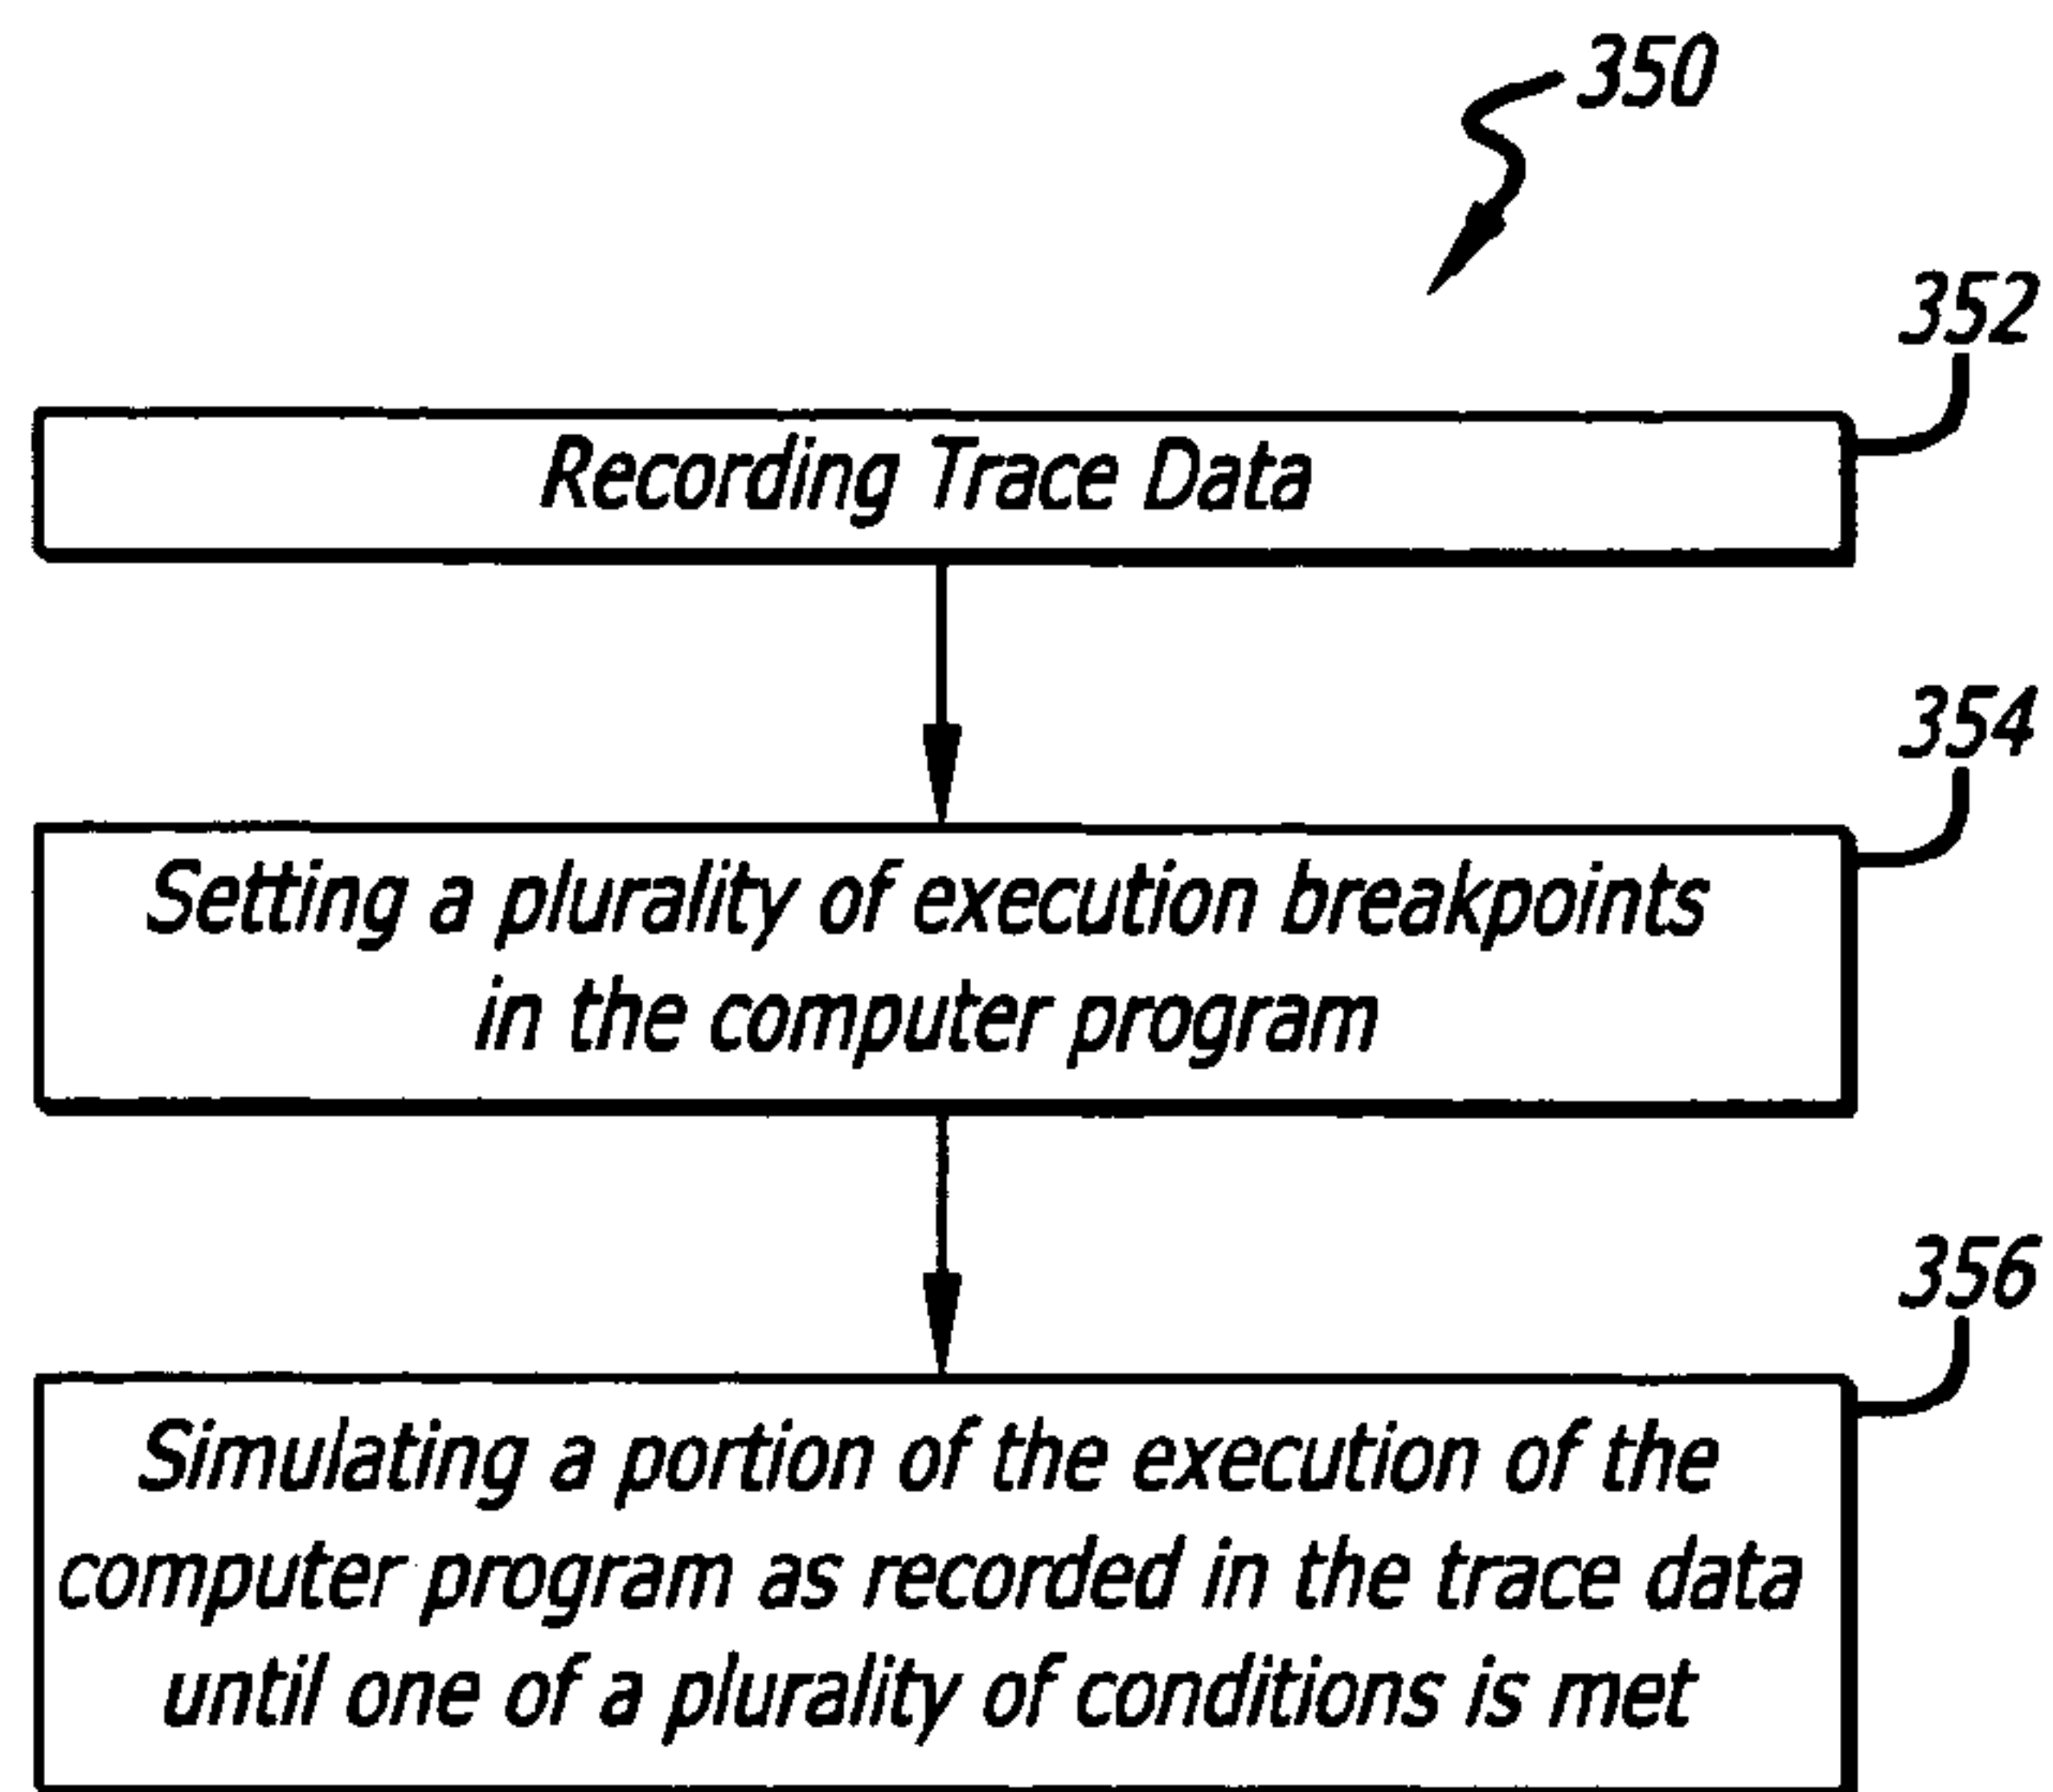 350
352
Recording Trace Data
354
Setting a plurality of execution breakpoints
in the computer program
356
Simulating a portion of the execution of the
computer program as recorded in the trace data
until one of a plurality of conditions is met